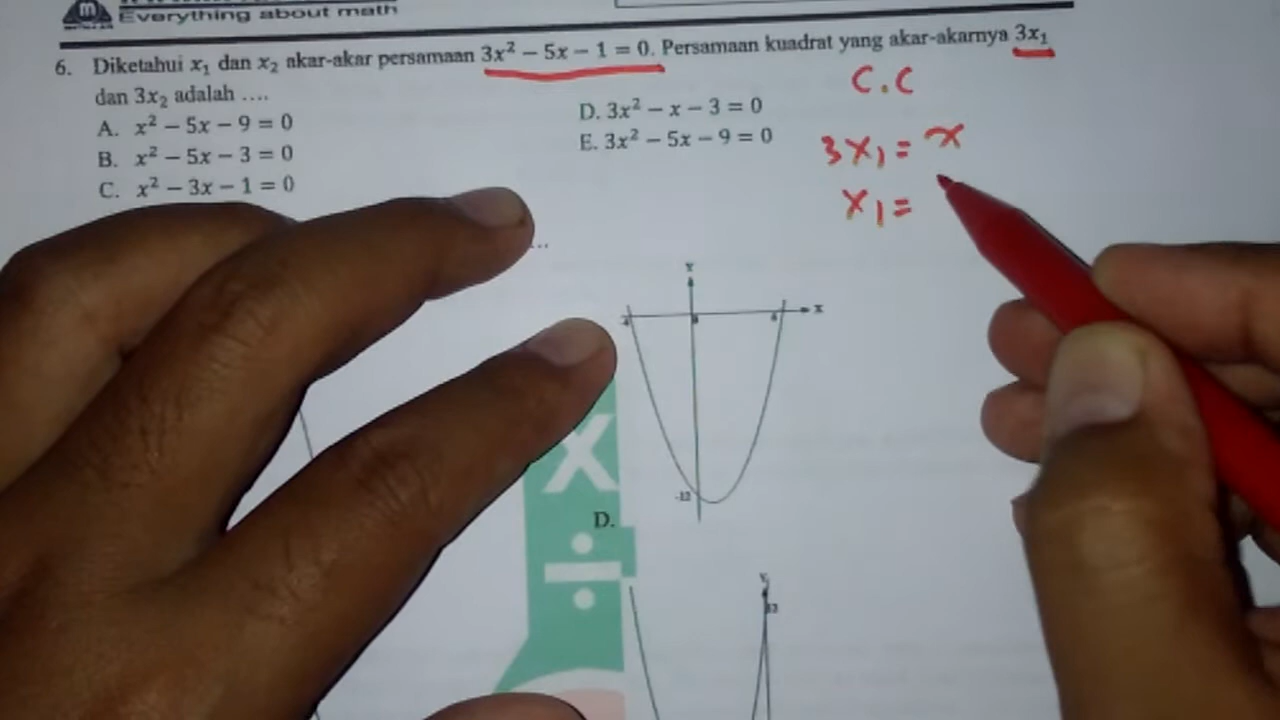 Everything about math
6. Diketahui x₁ dan x₂ akar-akar persamaan 3x² − 5x − 1 = 0. Persamaan kuadrat yang akar-akarnya 3x₁
dan 3x₂ adalah ....
A. x² − 5x − 9 = 0
B. x² − 5x − 3 = 0
C. x² − 3x − 1 = 0
D. 3x² − x − 3 = 0
E. 3x² − 5x − 9 = 0
C.C
3x₁ = x
x₁ =
...
Y
X
-12
D.
Y